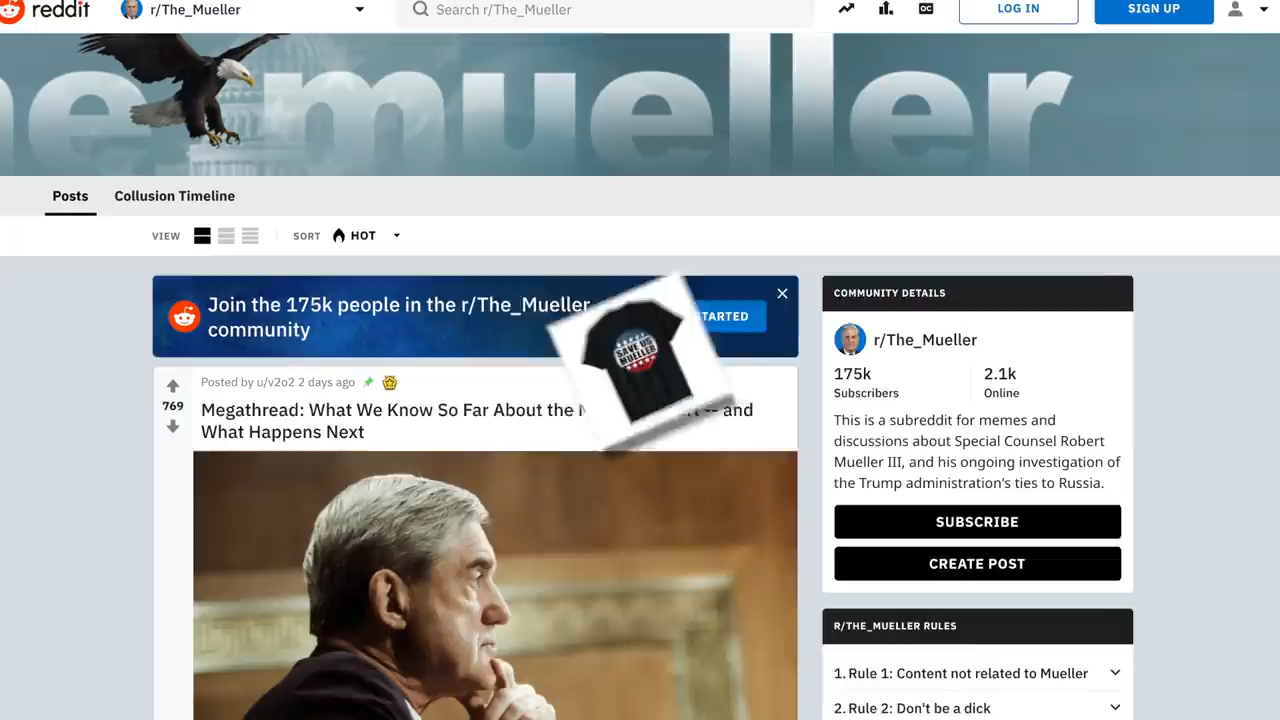 reddit
r/The_Mueller
Search r/The_Mueller
LOG IN
SIGN UP
he mueller
Posts
Collusion Timeline
VIEW
SORT
HOT
Join the 175k people in the r/The_Mueller
community
STARTED
SAVE US
MUELLER
Posted by u/v2o2 2 days ago
769
Megathread: What We Know So Far About the
and
What Happens Next
COMMUNITY DETAILS
r/The_Mueller
175k
2.1k
Subscribers
Online
This is a subreddit for memes and
discussions about Special Counsel Robert
Mueller III, and his ongoing investigation of
the Trump administration's ties to Russia.
SUBSCRIBE
CREATE POST
R/THE_MUELLER RULES
1. Rule 1: Content not related to Mueller
2. Rule 2: Don't be a dick